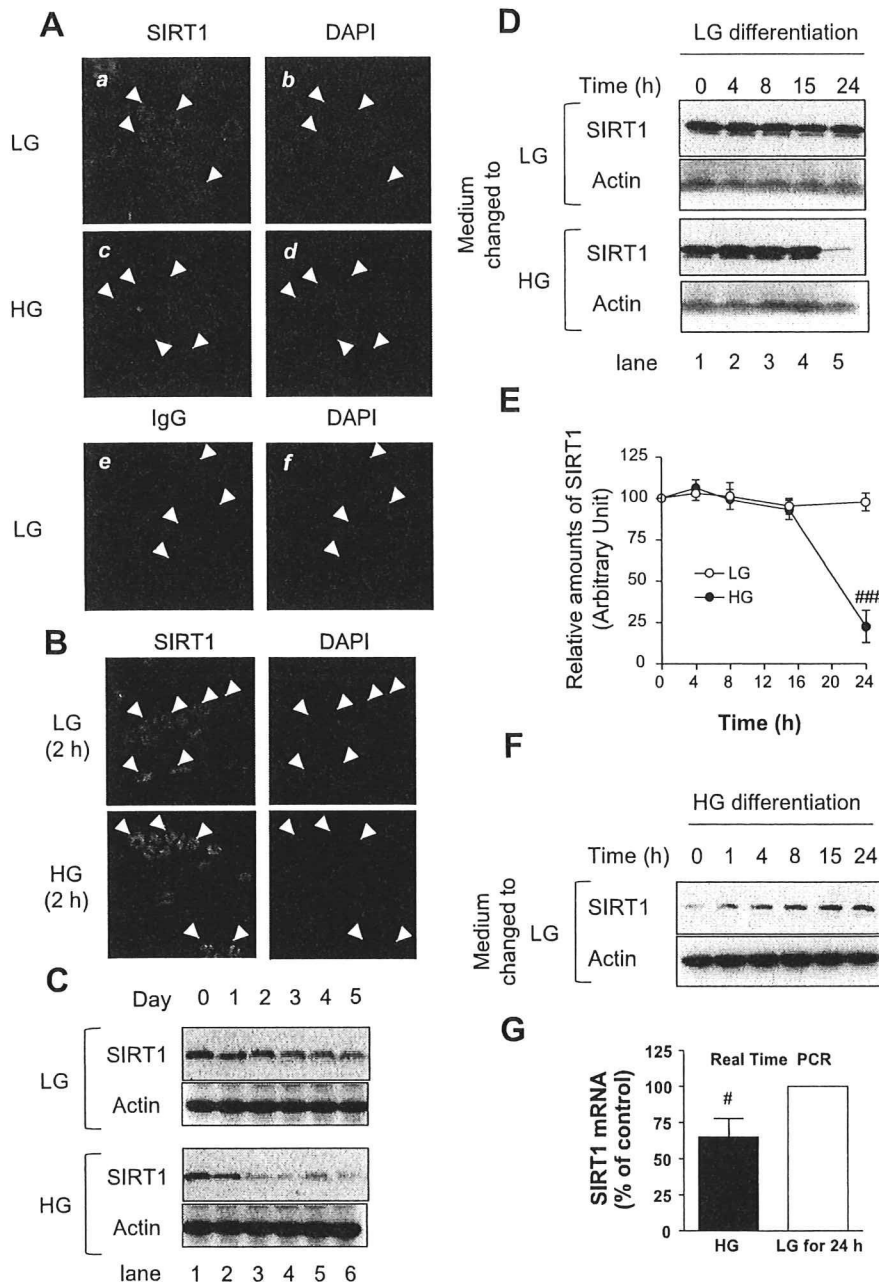 A
SIRT1 DAPI
LG
a b
HG
c d
IgG DAPI
LG
e f
B
SIRT1 DAPI
LG
(2 h)
HG
(2 h)
C
Day 0 1 2 3 4 5
LG
SIRT1
Actin
HG
SIRT1
Actin
lane 1 2 3 4 5 6
D
LG differentiation
Time (h) 0 4 8 15 24
Medium
changed to
LG
SIRT1
Actin
HG
SIRT1
Actin
lane 1 2 3 4 5
E
Relative amounts of SIRT1
(Arbitrary Unit)
125
100
75
50
25
0
LG
HG
###
0 4 8 12 16 20 24
Time (h)
F
HG differentiation
Time (h) 0 1 4 8 15 24
Medium
changed to
LG
SIRT1
Actin
G
SIRT1 mRNA
(% of control)
125
100
75
50
25
0
Real Time PCR
#
HG LG for 24 h